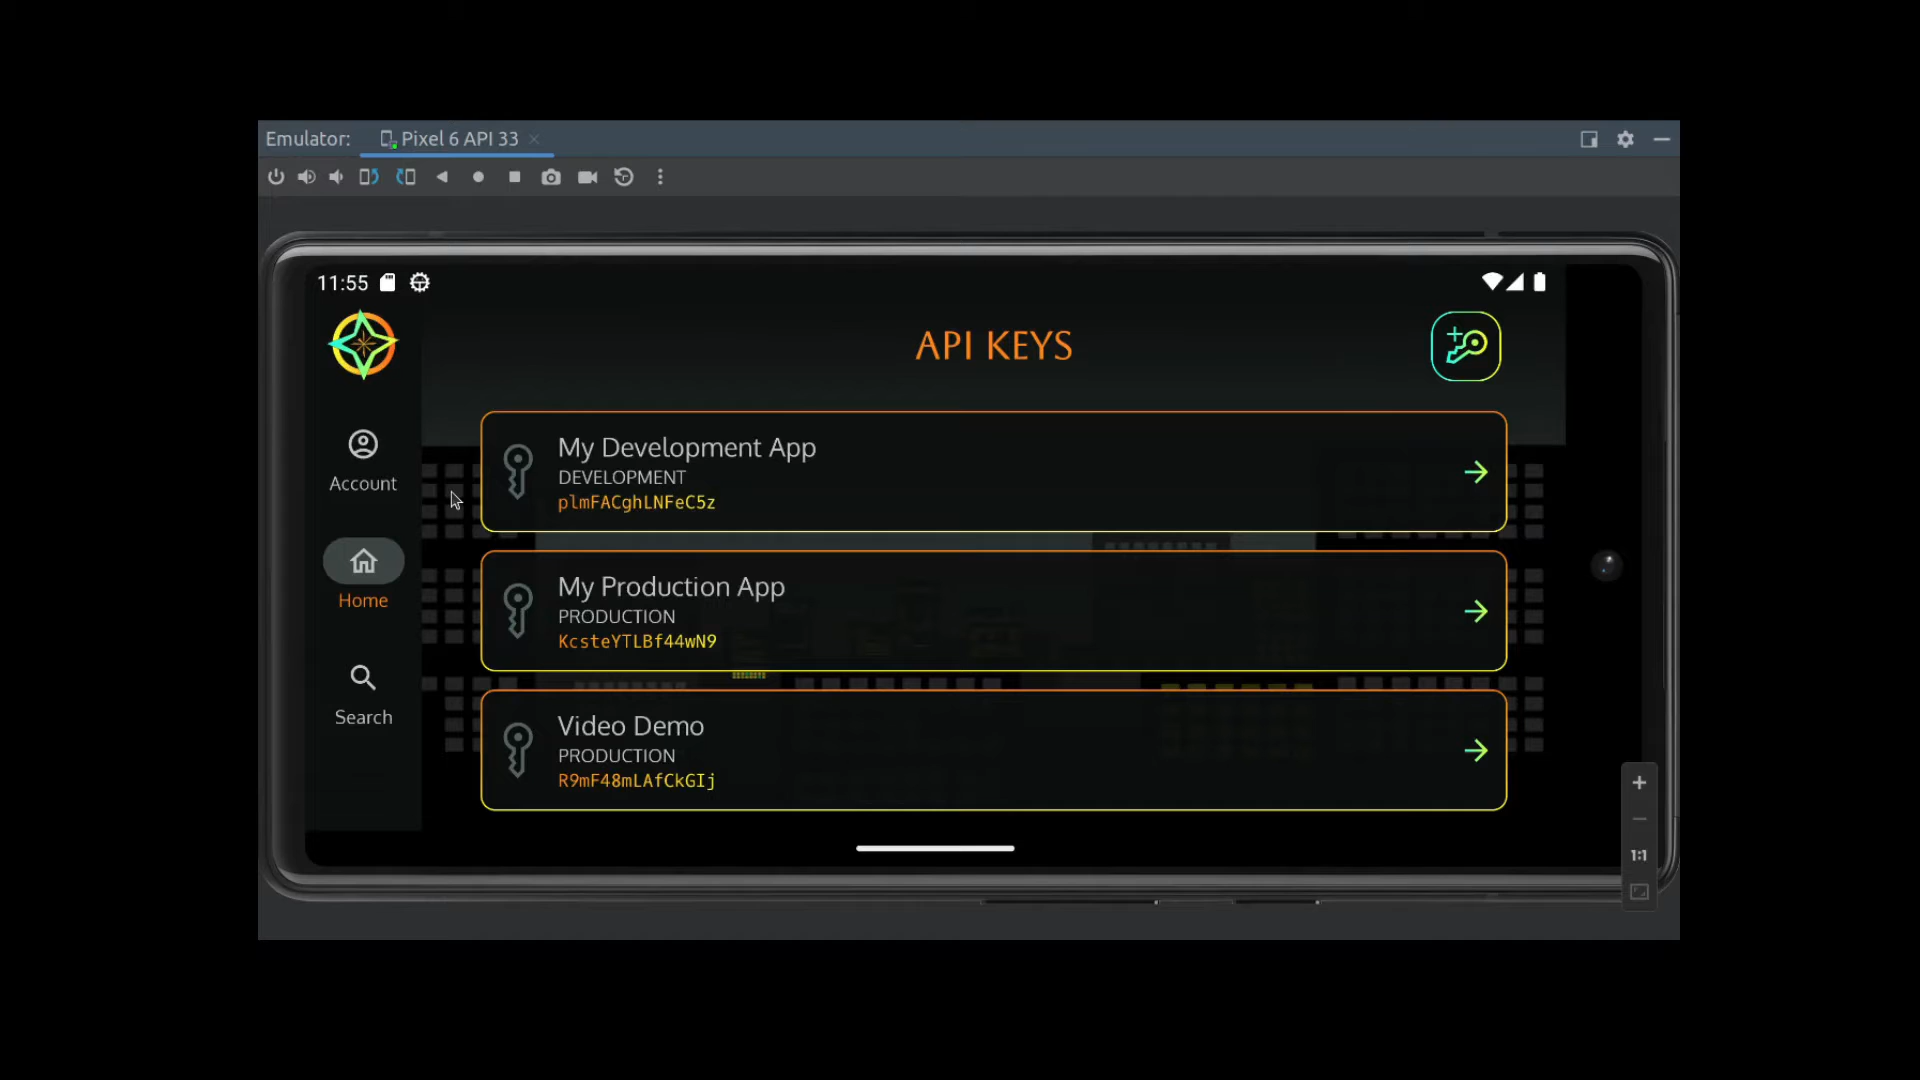 Emulator:
Pixel 6 API 33
11:55
API KEYS
Account
Home
Search
My Development App
DEVELOPMENT
plmFACghLNFeC5z
My Production App
PRODUCTION
KcsteYTLBf44wN9
Video Demo
PRODUCTION
R9mF48mLAfCkGIj
1:1